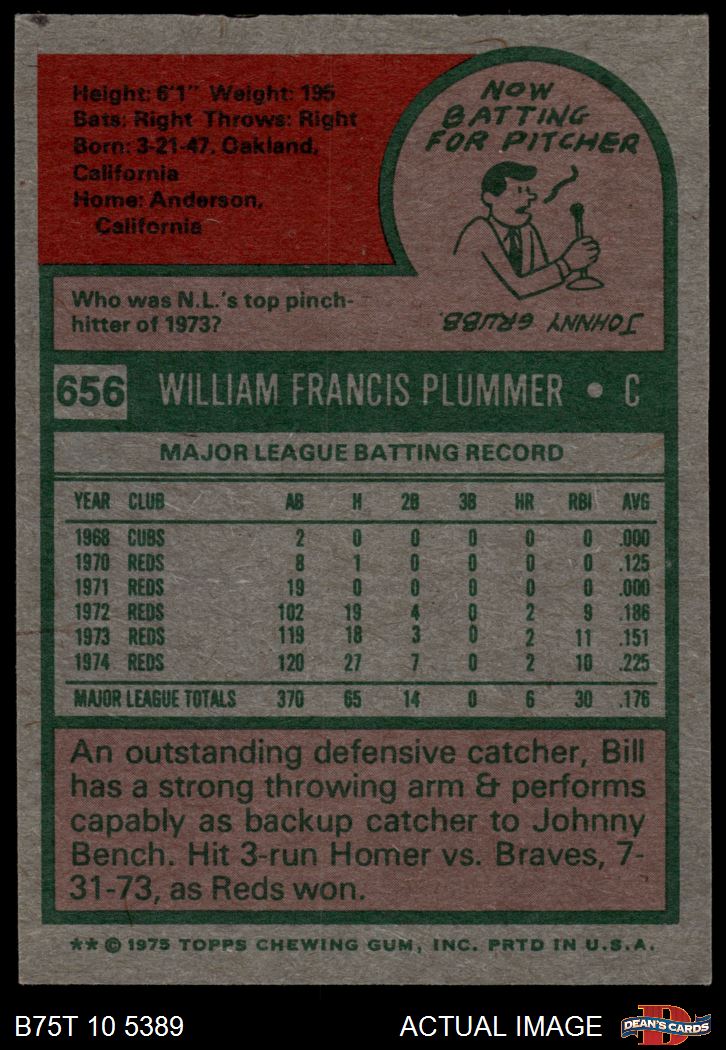 Height: 6'1" Weight: 195
Bats: Right Throws: Right
Born: 3-21-47, Oakland,
California
Home: Anderson,
California
NOW
BATTING
FOR PITCHER
JOHNNY GRUBB.
Who was N.L.'s top pinch-
hitter of 1973?
656 WILLIAM FRANCIS PLUMMER • C
MAJOR LEAGUE BATTING RECORD
YEAR CLUB AB H 2B 3B HR RBI AVG
1968 CUBS 2 0 0 0 0 0 .000
1970 REDS 8 1 0 0 0 0 .125
1971 REDS 19 0 0 0 0 0 .000
1972 REDS 102 19 4 0 2 9 .186
1973 REDS 119 18 3 0 2 11 .151
1974 REDS 120 27 7 0 2 10 .225
MAJOR LEAGUE TOTALS 370 65 14 0 6 30 .176
An outstanding defensive catcher, Bill
has a strong throwing arm & performs
capably as backup catcher to Johnny
Bench. Hit 3-run Homer vs. Braves, 7-
31-73, as Reds won.
** © 1975 TOPPS CHEWING GUM, INC. PRTD IN U.S.A.
B75T 10 5389 ACTUAL IMAGE
D
DEAN'S CARDS